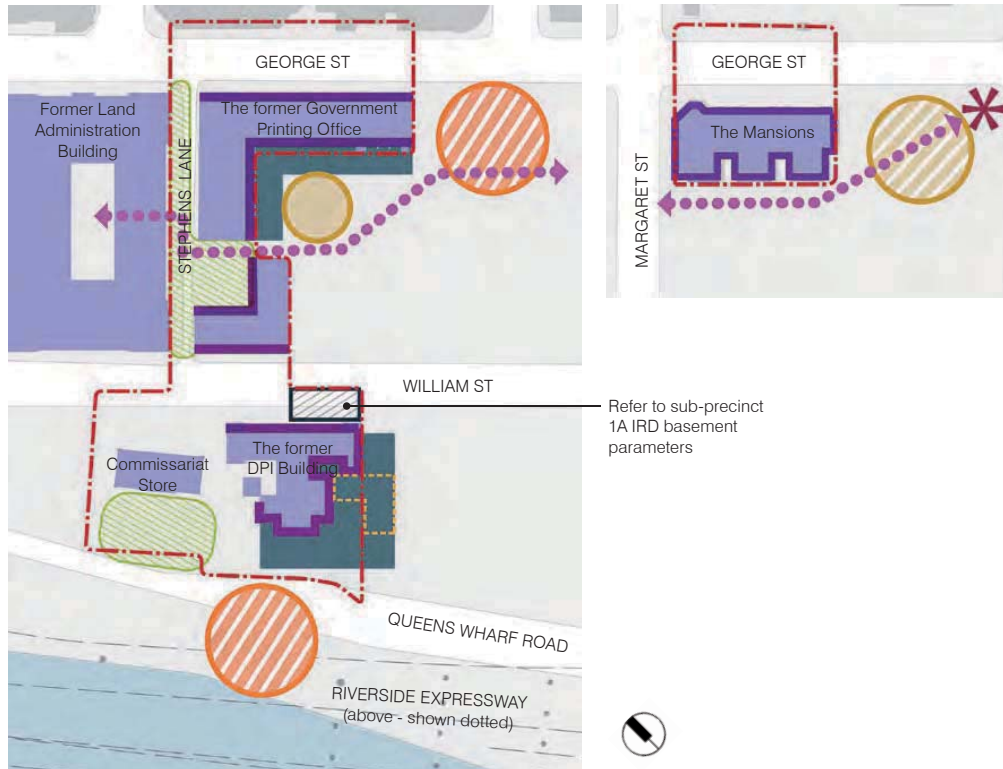 GEORGE ST
Former Land
Administration
Building
The former Government
Printing Office
STEPHENS LANE
WILLIAM ST
The former
DPI Building
Commissariat
Store
QUEENS WHARF ROAD
RIVERSIDE EXPRESSWAY
(above - shown dotted)
GEORGE ST
The Mansions
MARGARET ST
Refer to sub-precinct
1A IRD basement
parameters